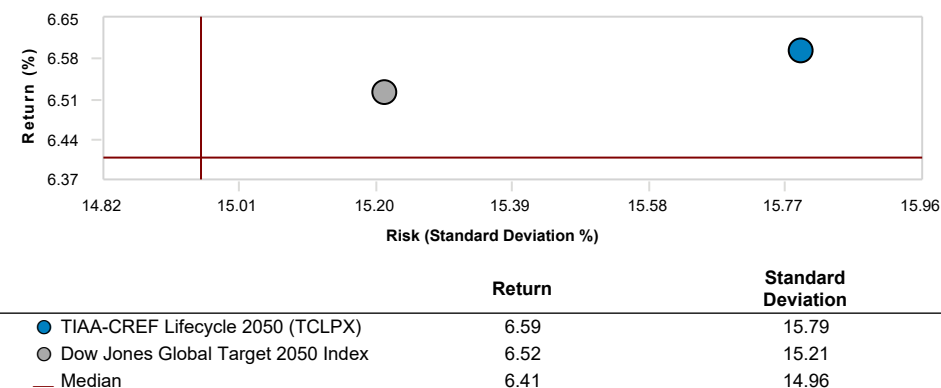 6.65
6.58
6.51
6.44
6.37
Return (%)
14.82 15.01 15.20 15.39 15.58 15.77 15.96
Risk (Standard Deviation %)
Return Standard Deviation
TIAA-CREF Lifecycle 2050 (TCLPX) 6.59 15.79
Dow Jones Global Target 2050 Index 6.52 15.21
Median 6.41 14.96